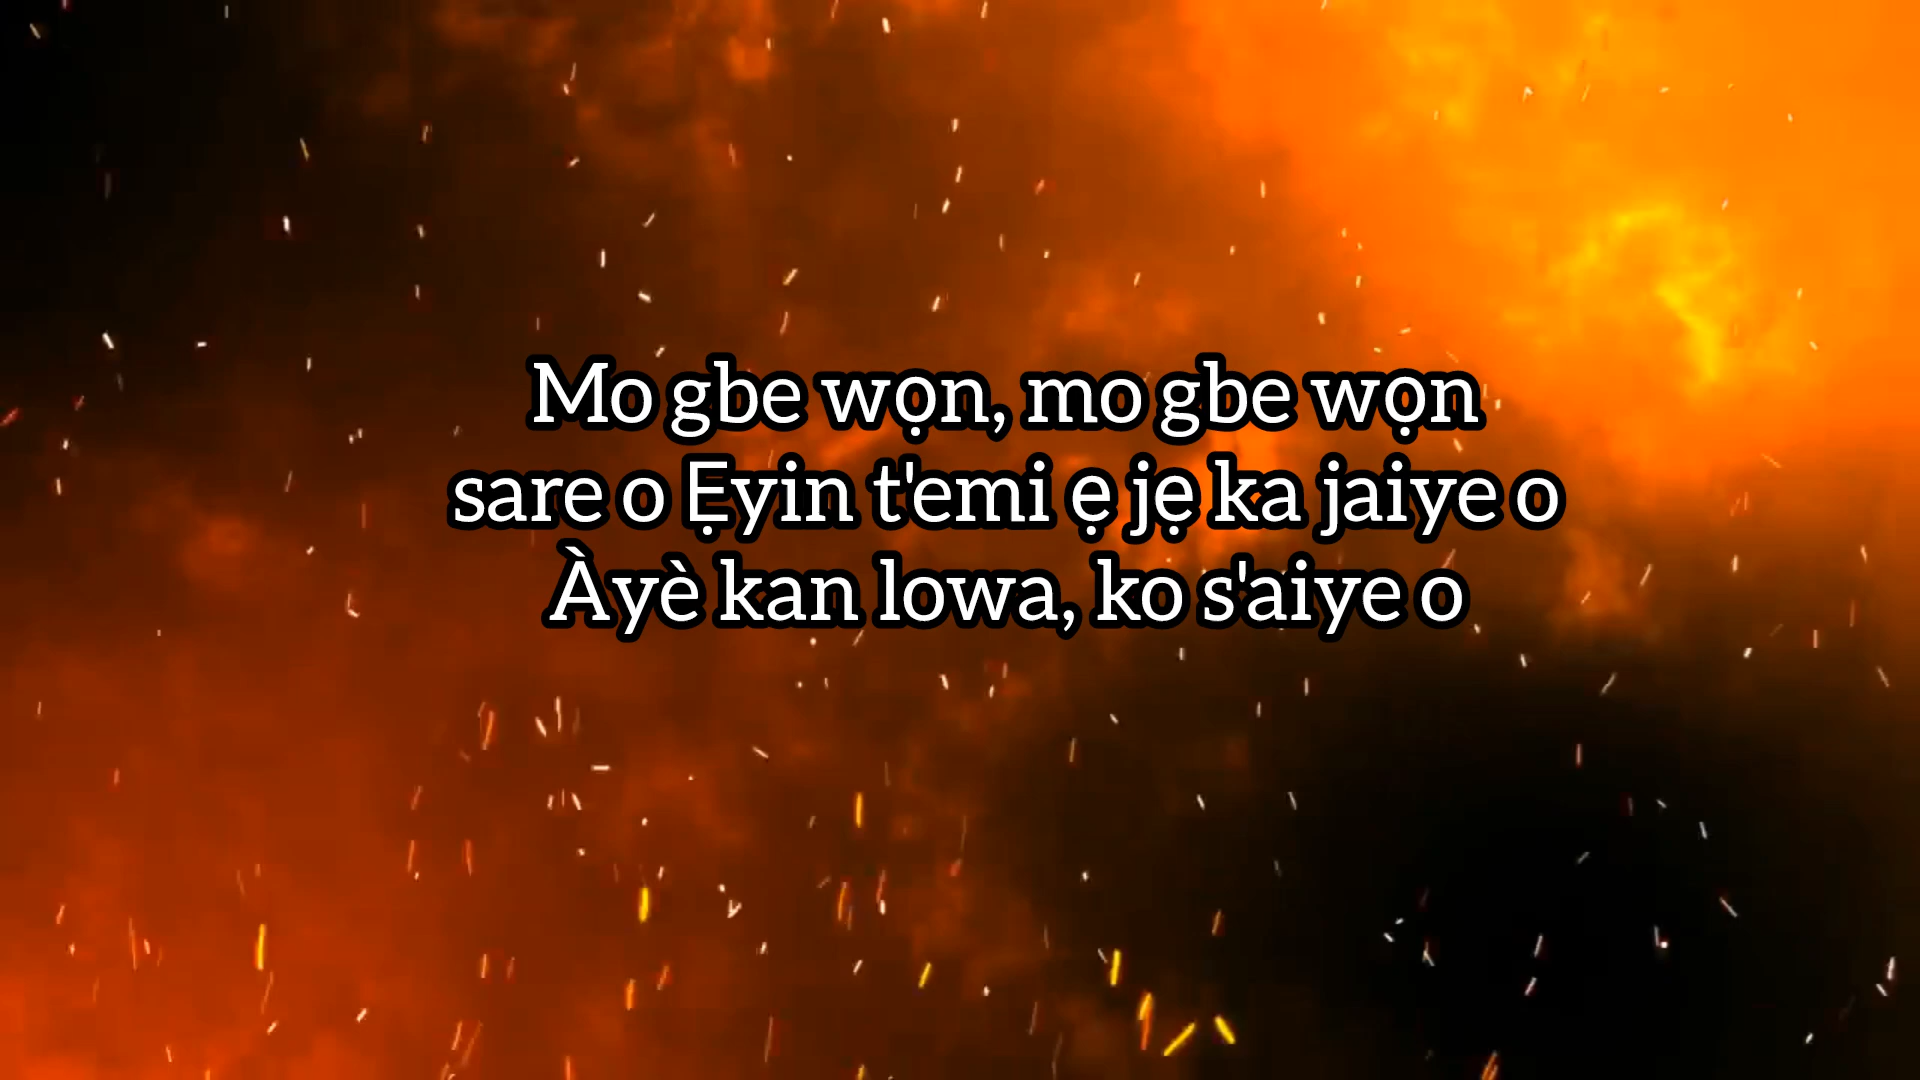 Mo gbe wọn, mo gbe wọn
sare o Ẹyin t'emi ẹ jẹ ka jaiye o
Àyè kan lowa, ko s'aiye o